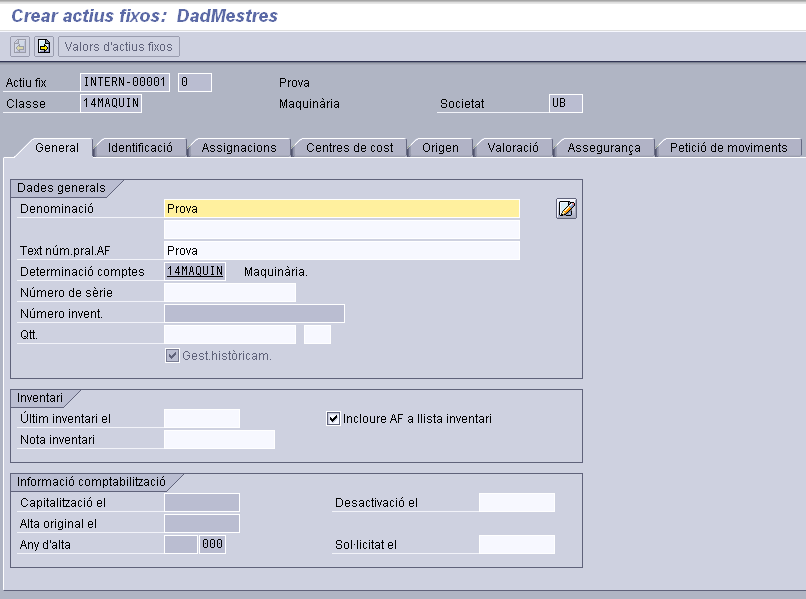 Crear actius fixos: DadMestres
Valors d'actius fixos
Actiu fix INTERN-00001 0 Prova
Classe 14MAQUIN Maquinària Societat UB
General Identificació Assignacions Centres de cost Origen Valoració Assegurança Petició de moviments
Dades generals
Denominació Prova
Text núm.pral.AF Prova
Determinació comptes 14MAQUIN Maquinària.
Número de sèrie
Número invent.
Qtt.
Gest.històricam.
Inventari
Últim inventari el Incloure AF a llista inventari
Nota inventari
Informació comptabilització
Capitalització el Desactivació el
Alta original el
Any d'alta 000 Sol·licitat el